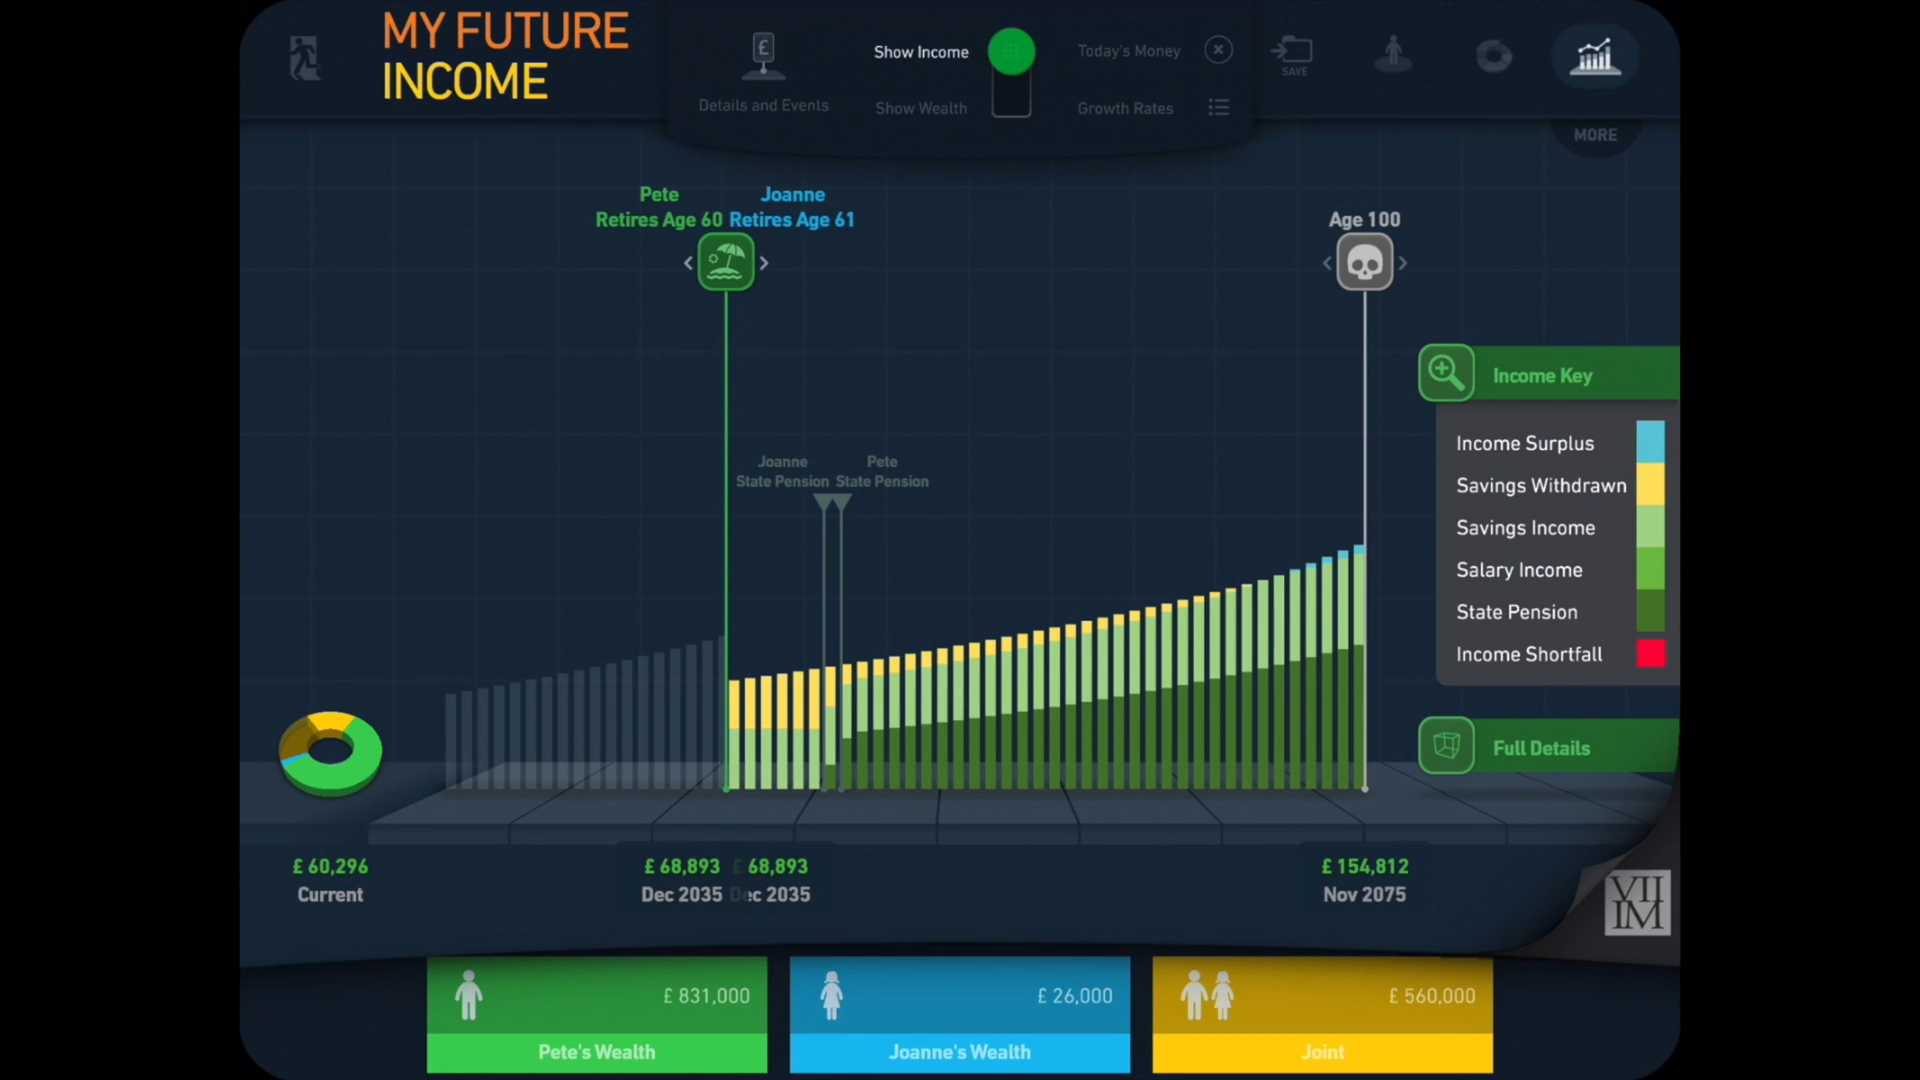 MY FUTURE
INCOME
£
Details and Events
Show Income
Show Wealth
Today's Money
Growth Rates
SAVE
MORE
Pete
Retires Age 60
Joanne
Retires Age 61
Age 100
Joanne
State Pension
Pete
State Pension
Income Key
Income Surplus
Savings Withdrawn
Savings Income
Salary Income
State Pension
Income Shortfall
Full Details
£ 60,296
Current
£ 68,893
Dec 2035
£ 68,893
Dec 2035
£ 154,812
Nov 2075
VII
IM
£ 831,000
Pete's Wealth
£ 26,000
Joanne's Wealth
£ 560,000
Joint